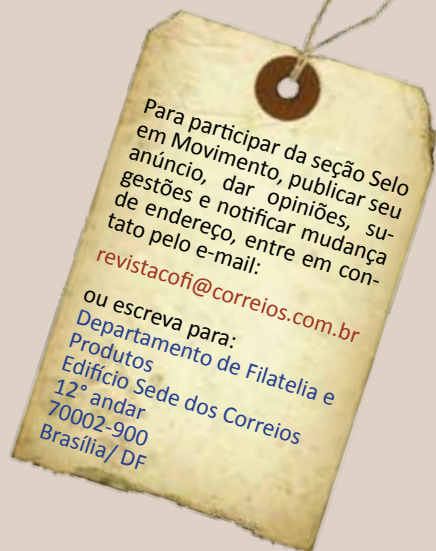 Para participar da seção Selo
em Movimento, publicar seu
anúncio, dar opiniões, su-
gestões e notificar mudança
de endereço, entre em con-
tato pelo e-mail:
revistacofi@correios.com.br
ou escreva para:
Departamento de Filatelia e
Produtos
Edifício Sede dos Correios
12° andar
70002-900
Brasília/ DF